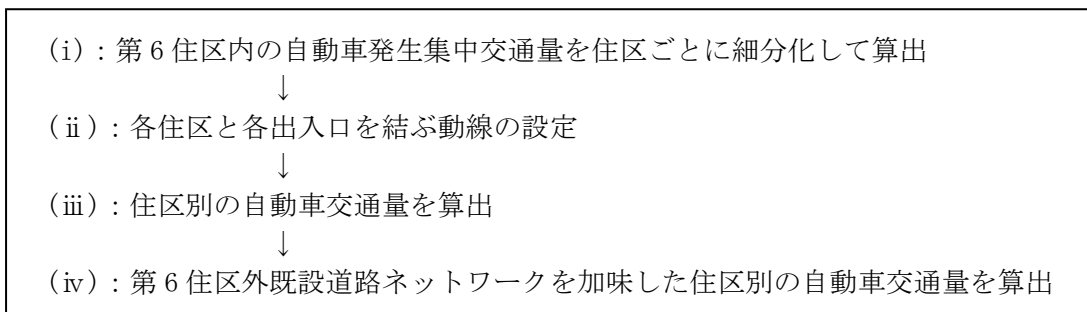 (ⅰ)：第 6 住区内の自動車発生集中交通量を住区ごとに細分化して算出
↓
(ⅱ)：各住区と各出入口を結ぶ動線の設定
↓
(ⅲ)：住区別の自動車交通量を算出
↓
(ⅳ)：第 6 住区外既設道路ネットワークを加味した住区別の自動車交通量を算出